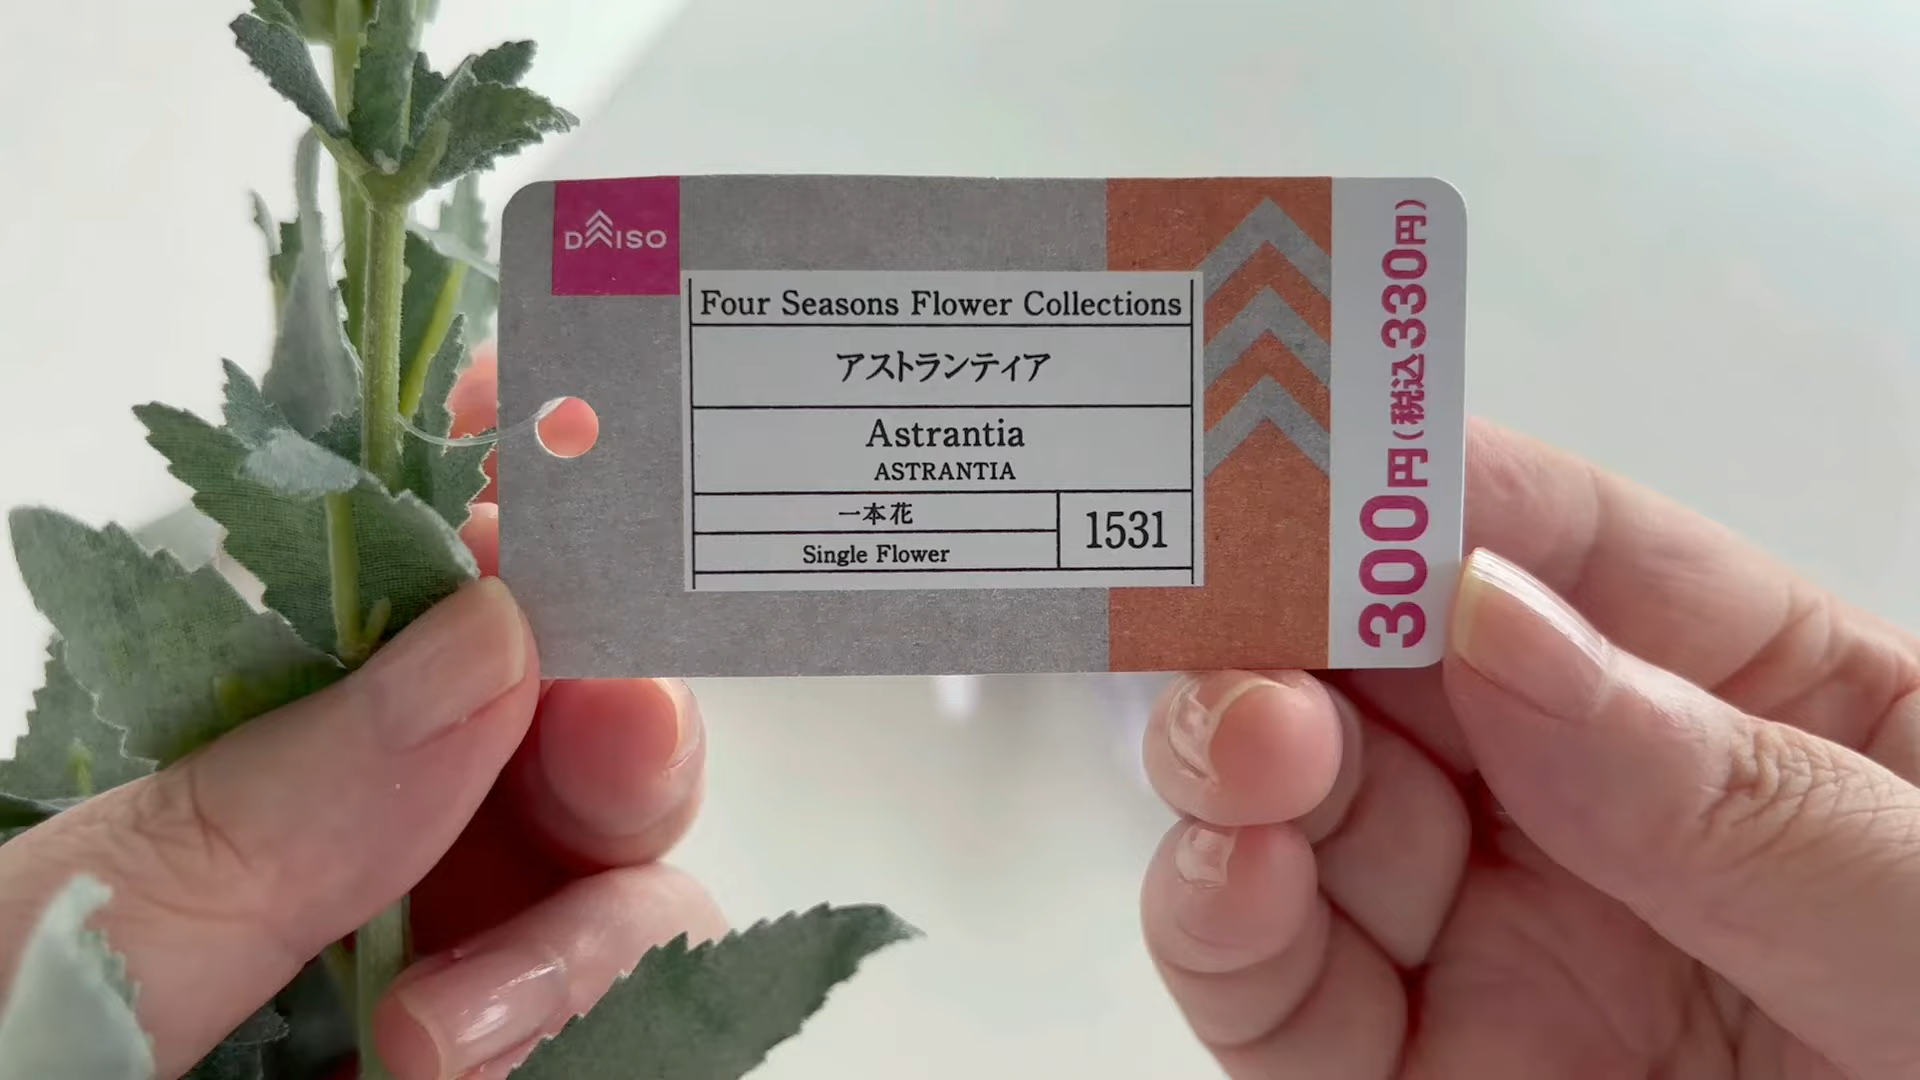 DAISO
Four Seasons Flower Collections
アストランティア
Astrantia
ASTRANTIA
一本花
Single Flower
1531
300円(税込330円)